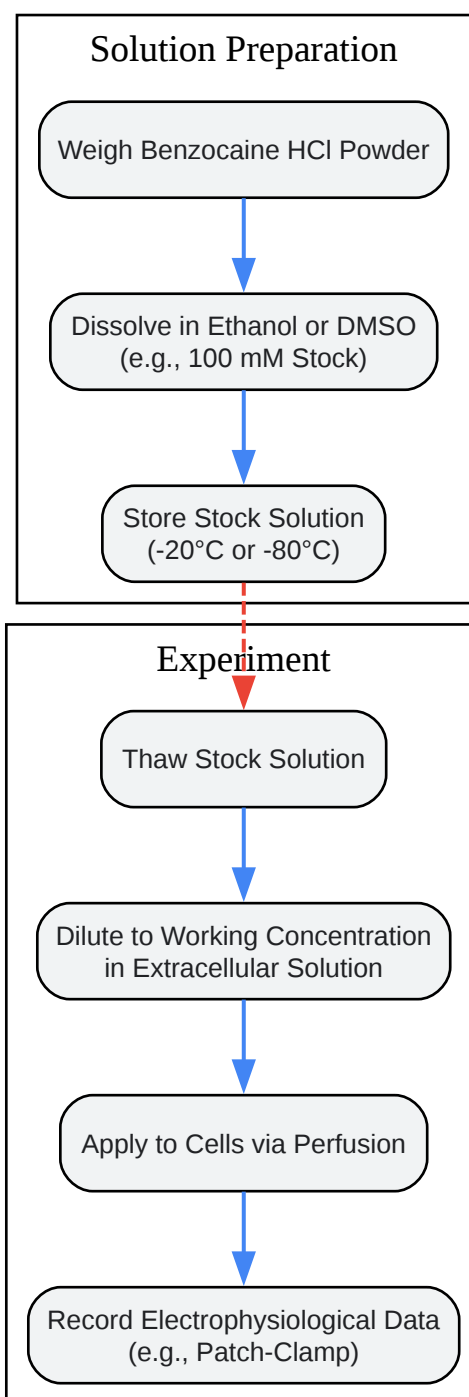 Solution Preparation
Weigh Benzocaine HCl Powder
Dissolve in Ethanol or DMSO
(e.g., 100 mM Stock)
Store Stock Solution
(-20°C or -80°C)
Experiment
Thaw Stock Solution
Dilute to Working Concentration
in Extracellular Solution
Apply to Cells via Perfusion
Record Electrophysiological Data
(e.g., Patch-Clamp)